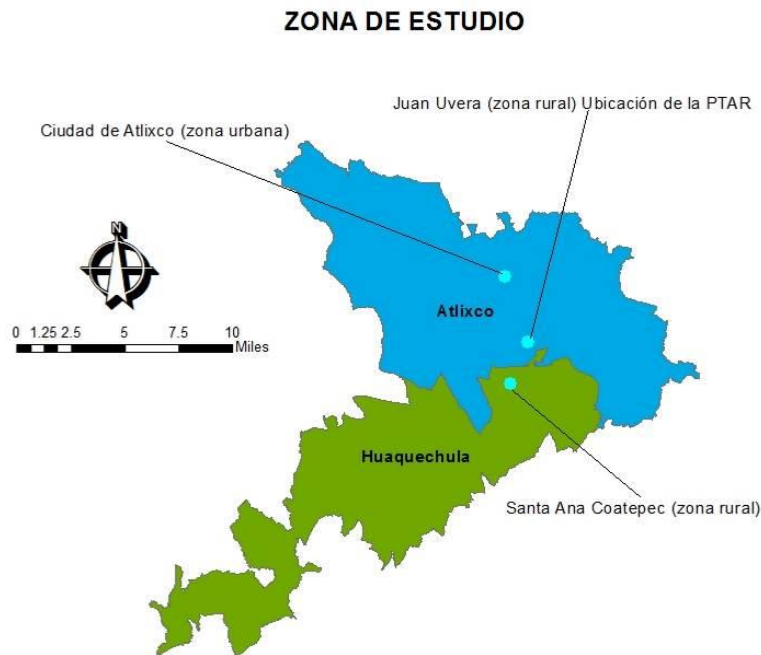 ZONA DE ESTUDIO
Juan Uvera (zona rural) Ubicación de la PTAR
Ciudad de Atlixco (zona urbana)
N
Atlixco
0 1.25 2.5 5 7.5 10
Miles
Huaquechula
Santa Ana Coatepec (zona rural)